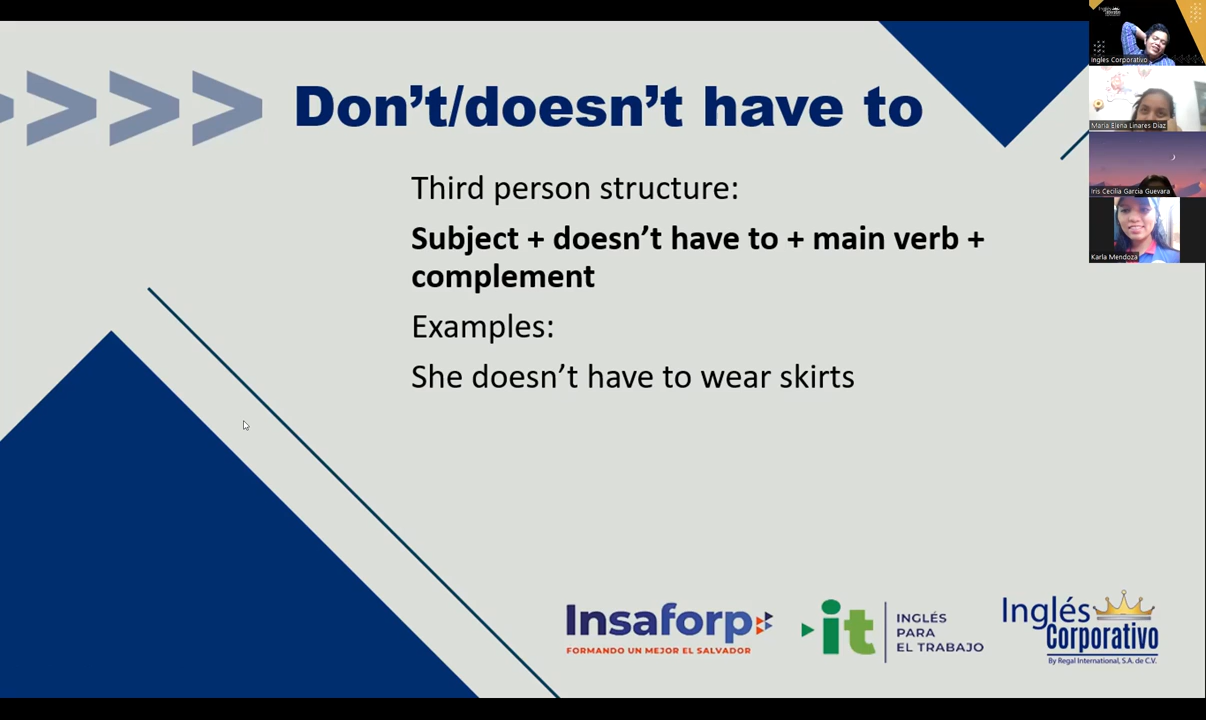 Don't/doesn't have to
Third person structure:
Subject + doesn't have to + main verb +
complement
Examples:
She doesn't have to wear skirts
Insaforp
FORMANDO UN MEJOR EL SALVADOR
it
INGLÉS
PARA
EL TRABAJO
Inglés
Corporativo
By Regal International, S.A. de C.V.
Ingles Corporativo
María Elena Linares Díaz
Iris Cecilia Garcia Guevara
Karla Mendoza